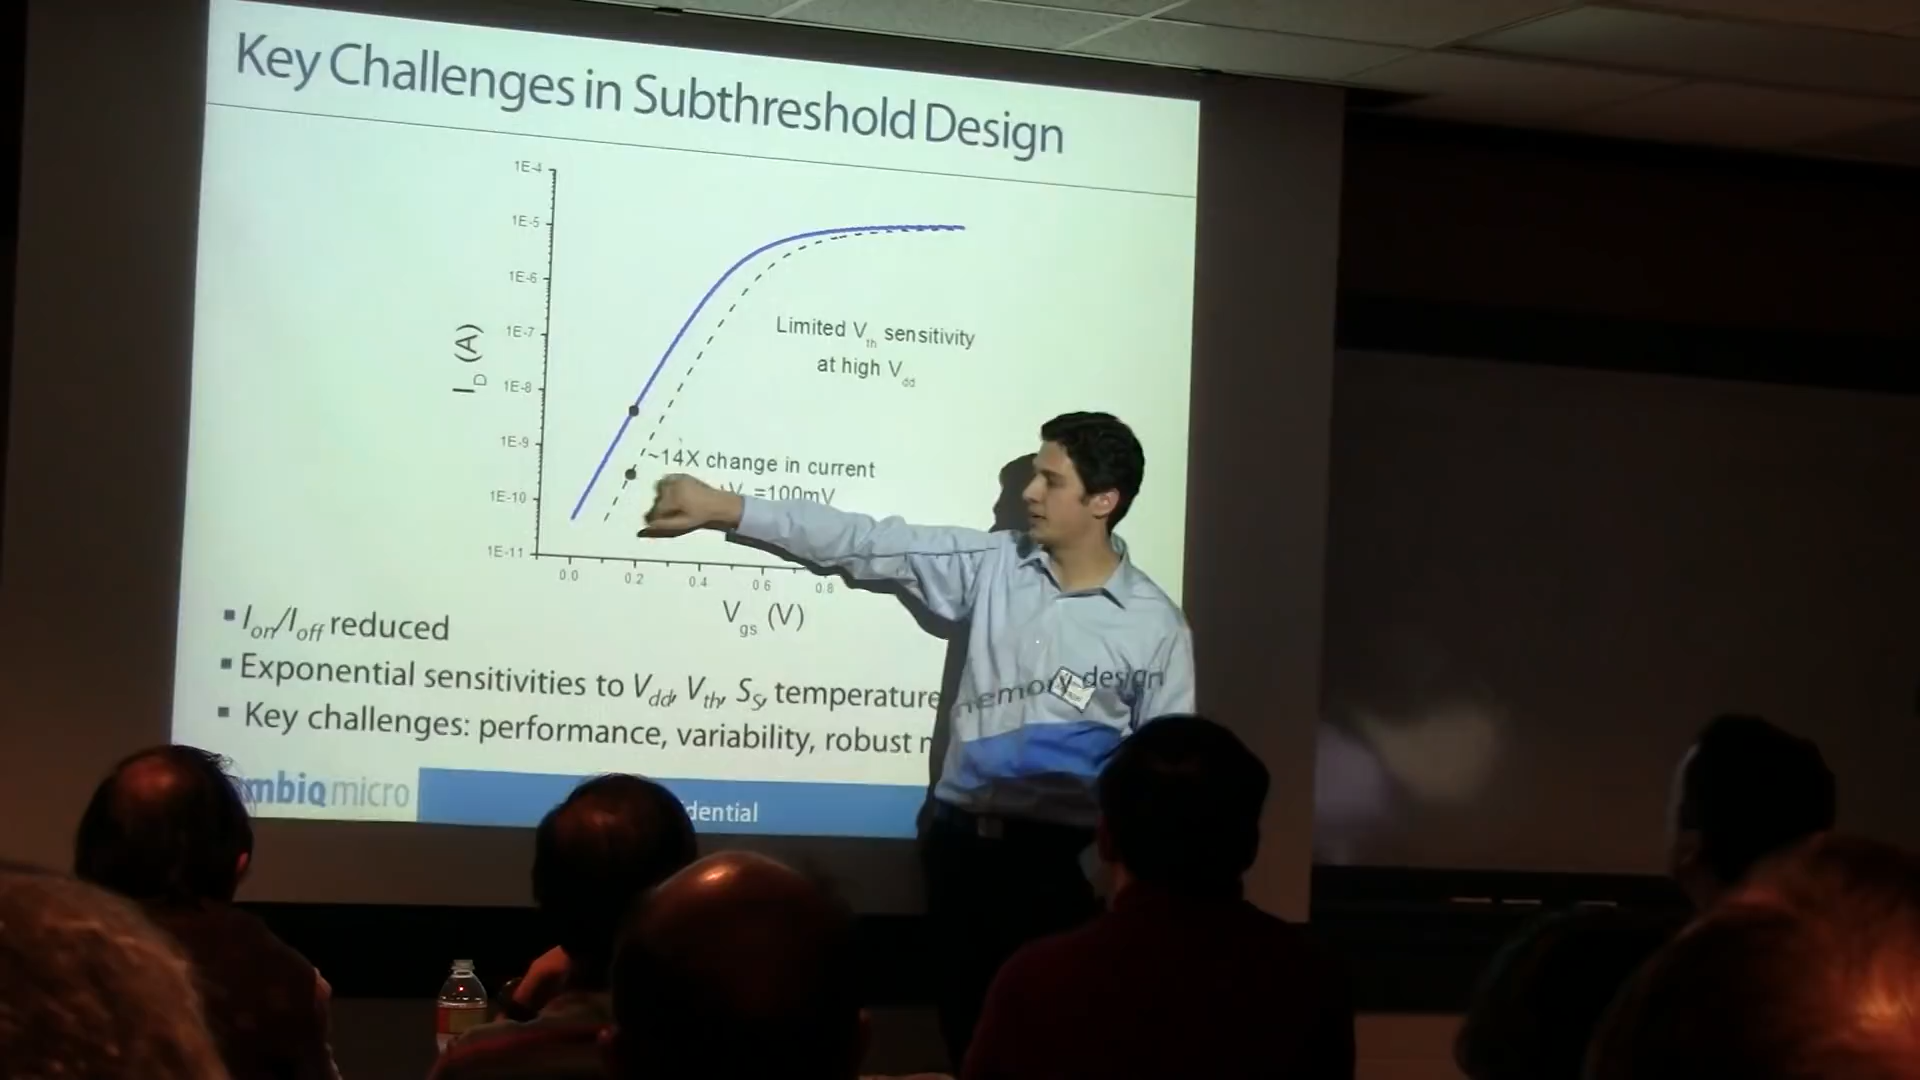 Key Challenges in Subthreshold Design
1E-4
1E-5
1E-6
1E-7
1E-8
1E-9
1E-10
1E-11
I_D (A)
Limited V_th sensitivity
at high V_dd
~14X change in current
V =100mV
0.0 0.2 0.4 0.6 0.8
V_gs (V)
▪ I_on/I_off reduced
▪ Exponential sensitivities to V_dd, V_th, S_S, temperature
▪ Key challenges: performance, variability, robust memory design
mbiq micro
dential